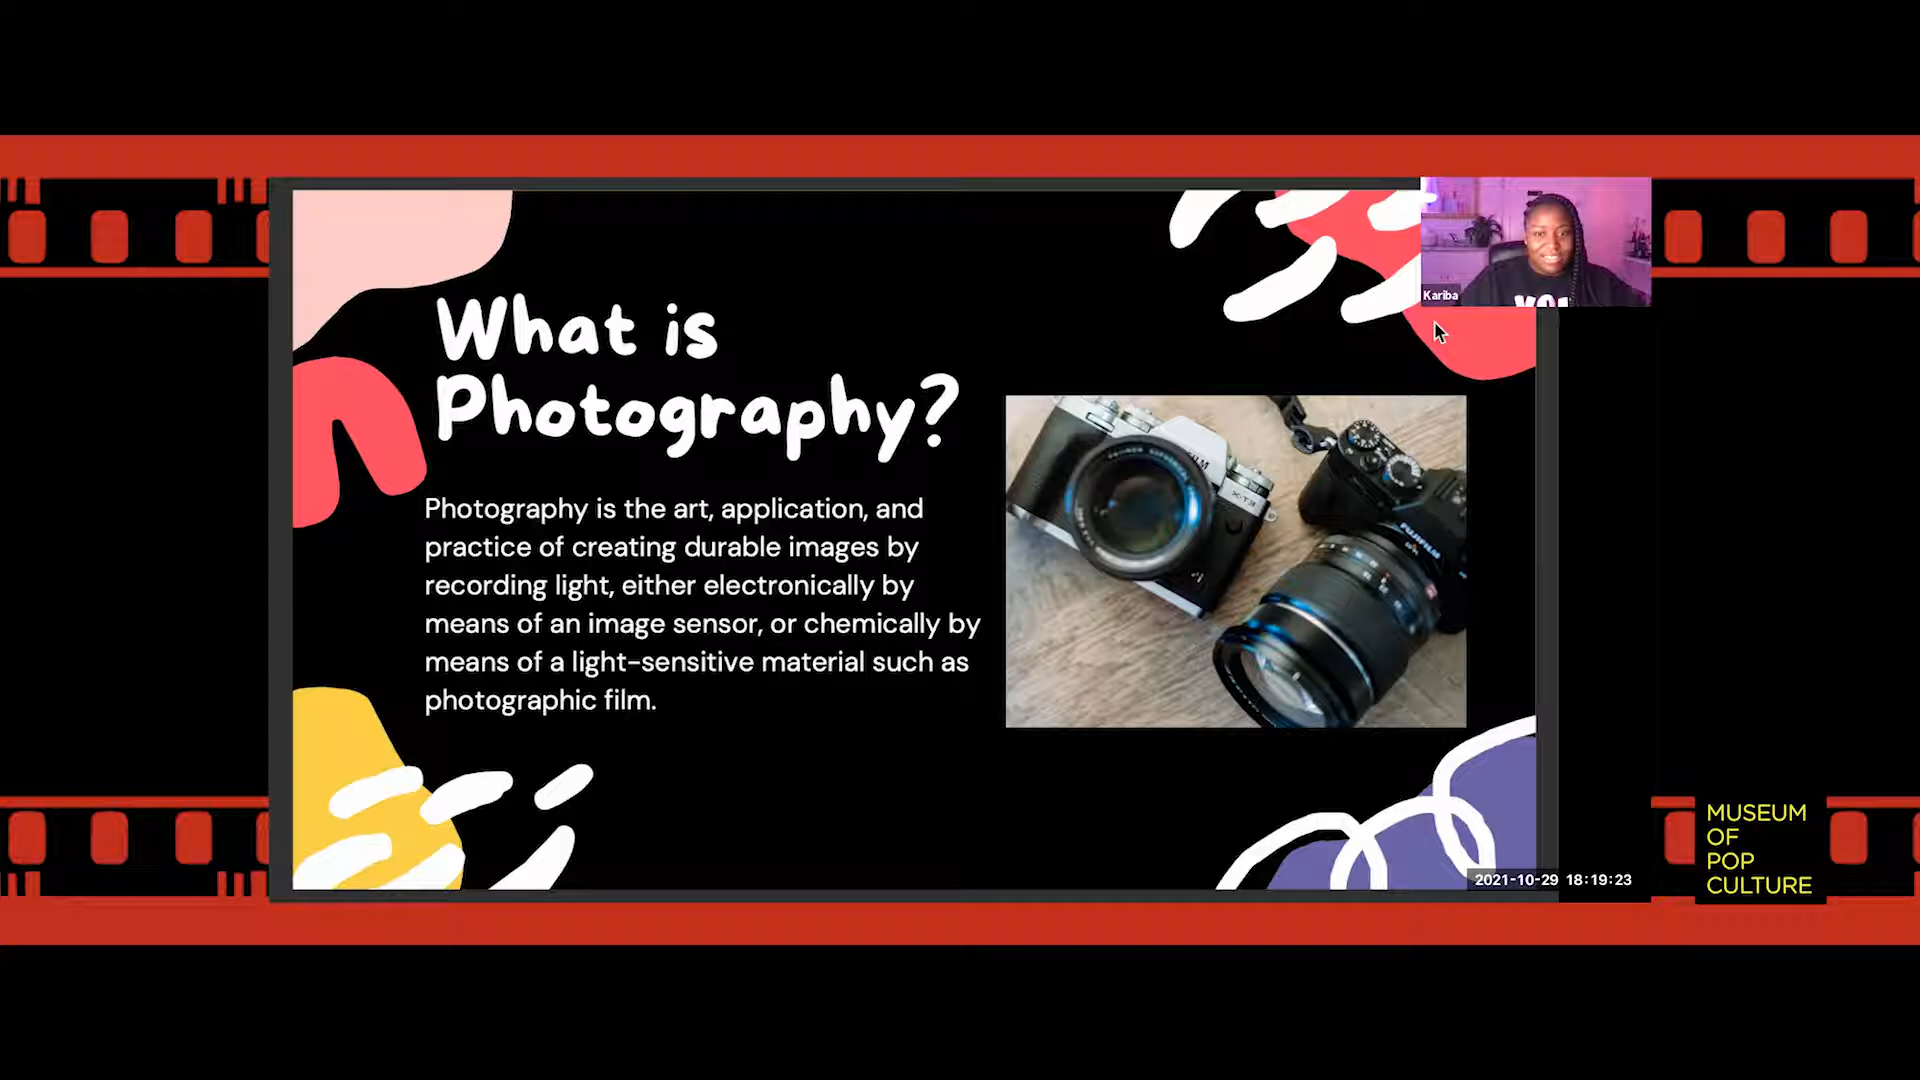 What is
Photography?
Photography is the art, application, and
practice of creating durable images by
recording light, either electronically by
means of an image sensor, or chemically by
means of a light-sensitive material such as
photographic film.
Kariba
X-T3
FUJIFILM
2021-10-29 18:19:23
MUSEUM
OF
POP
CULTURE